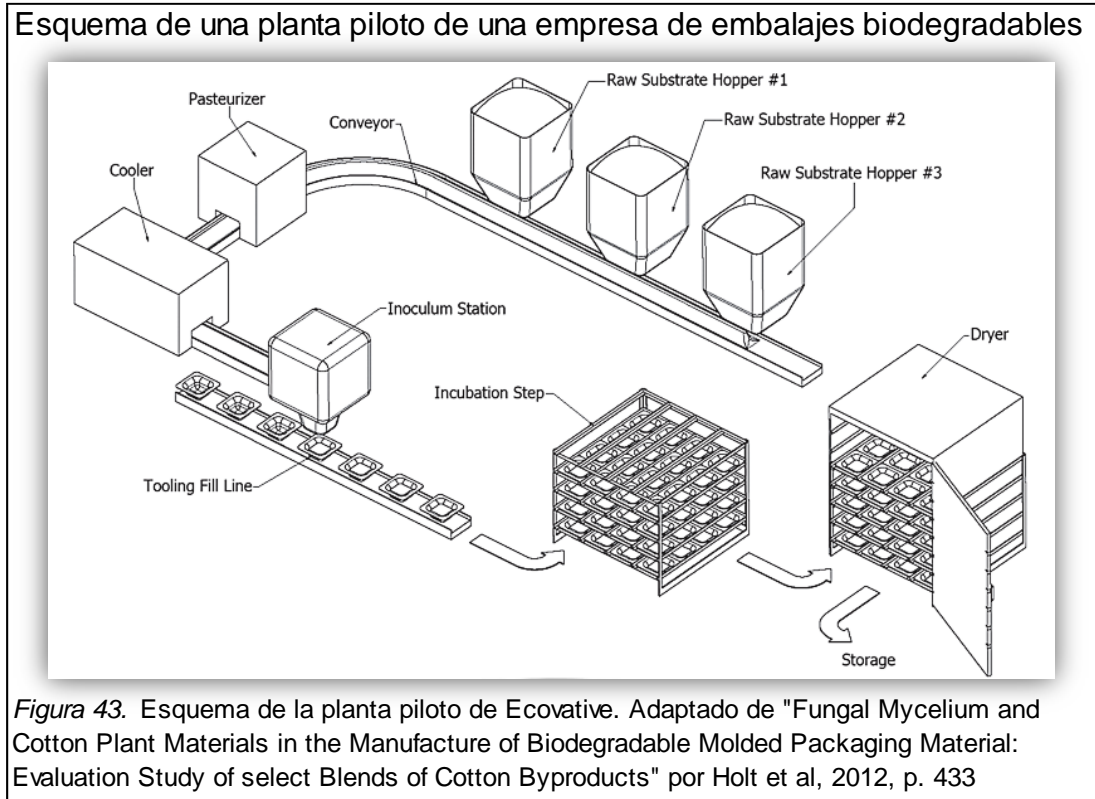 Esquema de una planta piloto de una empresa de embalajes biodegradables
Raw Substrate Hopper #1
Pasteurizer
Raw Substrate Hopper #2
Conveyor
Cooler
Raw Substrate Hopper #3
Inoculum Station
Dryer
Incubation Step
Tooling Fill Line
Storage
Figura 43. Esquema de la planta piloto de Ecovative. Adaptado de "Fungal Mycelium and
Cotton Plant Materials in the Manufacture of Biodegradable Molded Packaging Material:
Evaluation Study of select Blends of Cotton Byproducts" por Holt et al, 2012, p. 433